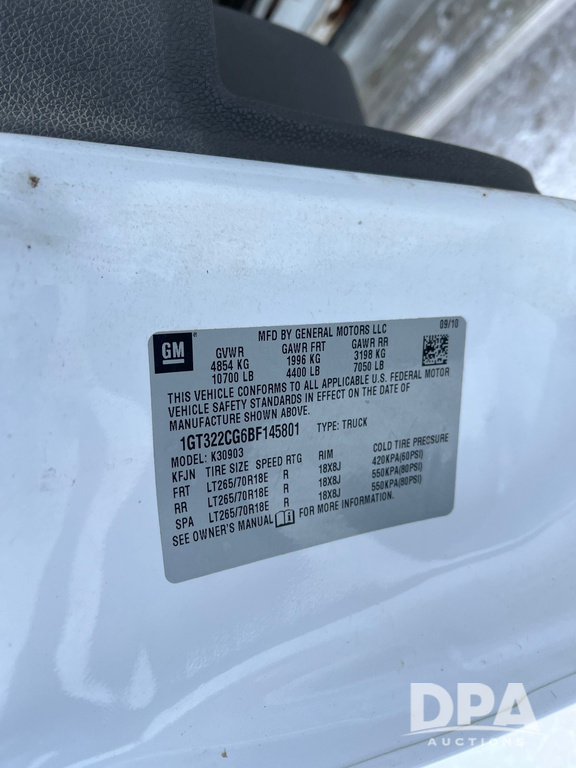 GM
MFD BY GENERAL MOTORS LLC 09/10
GVWR GAWR FRT GAWR RR
4854 KG 1996 KG 3198 KG
10700 LB 4400 LB 7050 LB
THIS VEHICLE CONFORMS TO ALL APPLICABLE U.S. FEDERAL MOTOR
VEHICLE SAFETY STANDARDS IN EFFECT ON THE DATE OF
MANUFACTURE SHOWN ABOVE.
1GT322CG6BF145801 TYPE: TRUCK
MODEL: K30903
KFJN TIRE SIZE SPEED RTG RIM COLD TIRE PRESSURE
FRT LT265/70R18E R 18X8J 420KPA(60PSI)
RR LT265/70R18E R 18X8J 550KPA(80PSI)
SPA LT265/70R18E R 18X8J 550KPA(80PSI)
SEE OWNER'S MANUAL FOR MORE INFORMATION.
DPA
AUCTIONS